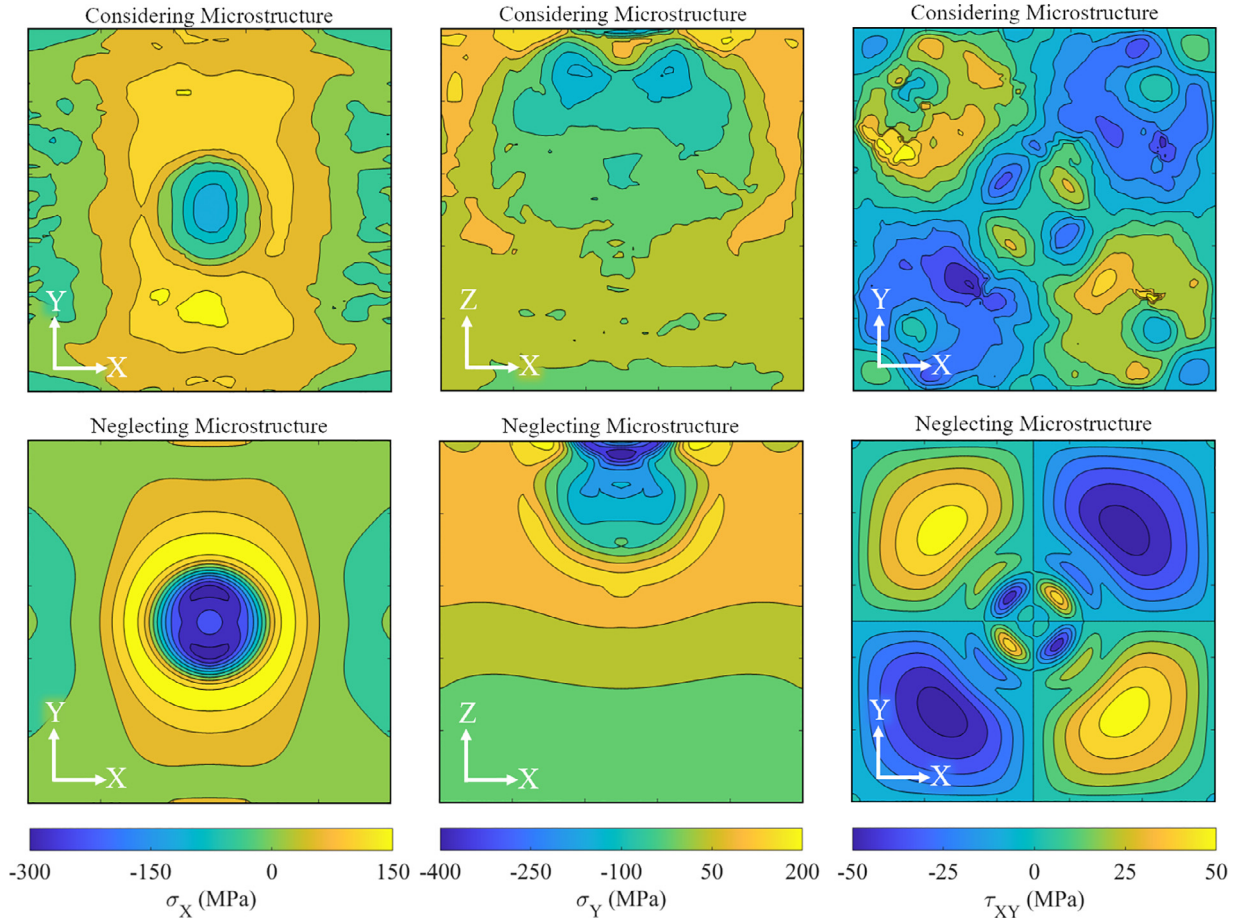 Considering Microstructure Considering Microstructure Considering Microstructure
Y Z Y
X X X
Neglecting Microstructure Neglecting Microstructure Neglecting Microstructure
Y Z Y
X X X
-300 -150 0 150 -400 -250 -100 50 200 -50 -25 0 25 50
σX (MPa) σY (MPa) τXY (MPa)